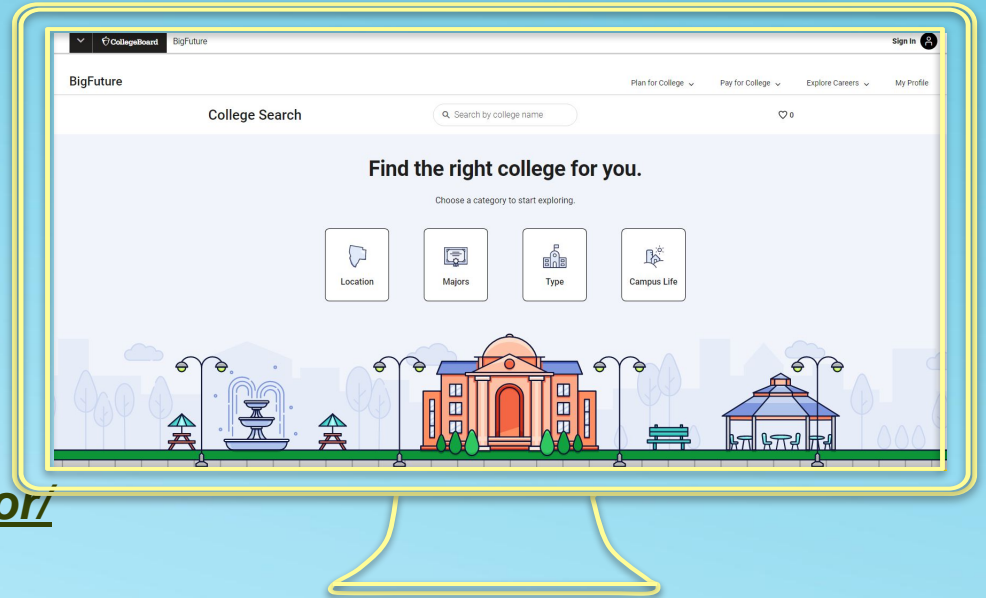 CollegeBoard BigFuture Sign In
BigFuture Plan for College Pay for College Explore Careers My Profile
College Search Search by college name 0
Find the right college for you.
Choose a category to start exploring.
Location Majors Type Campus Life
or/